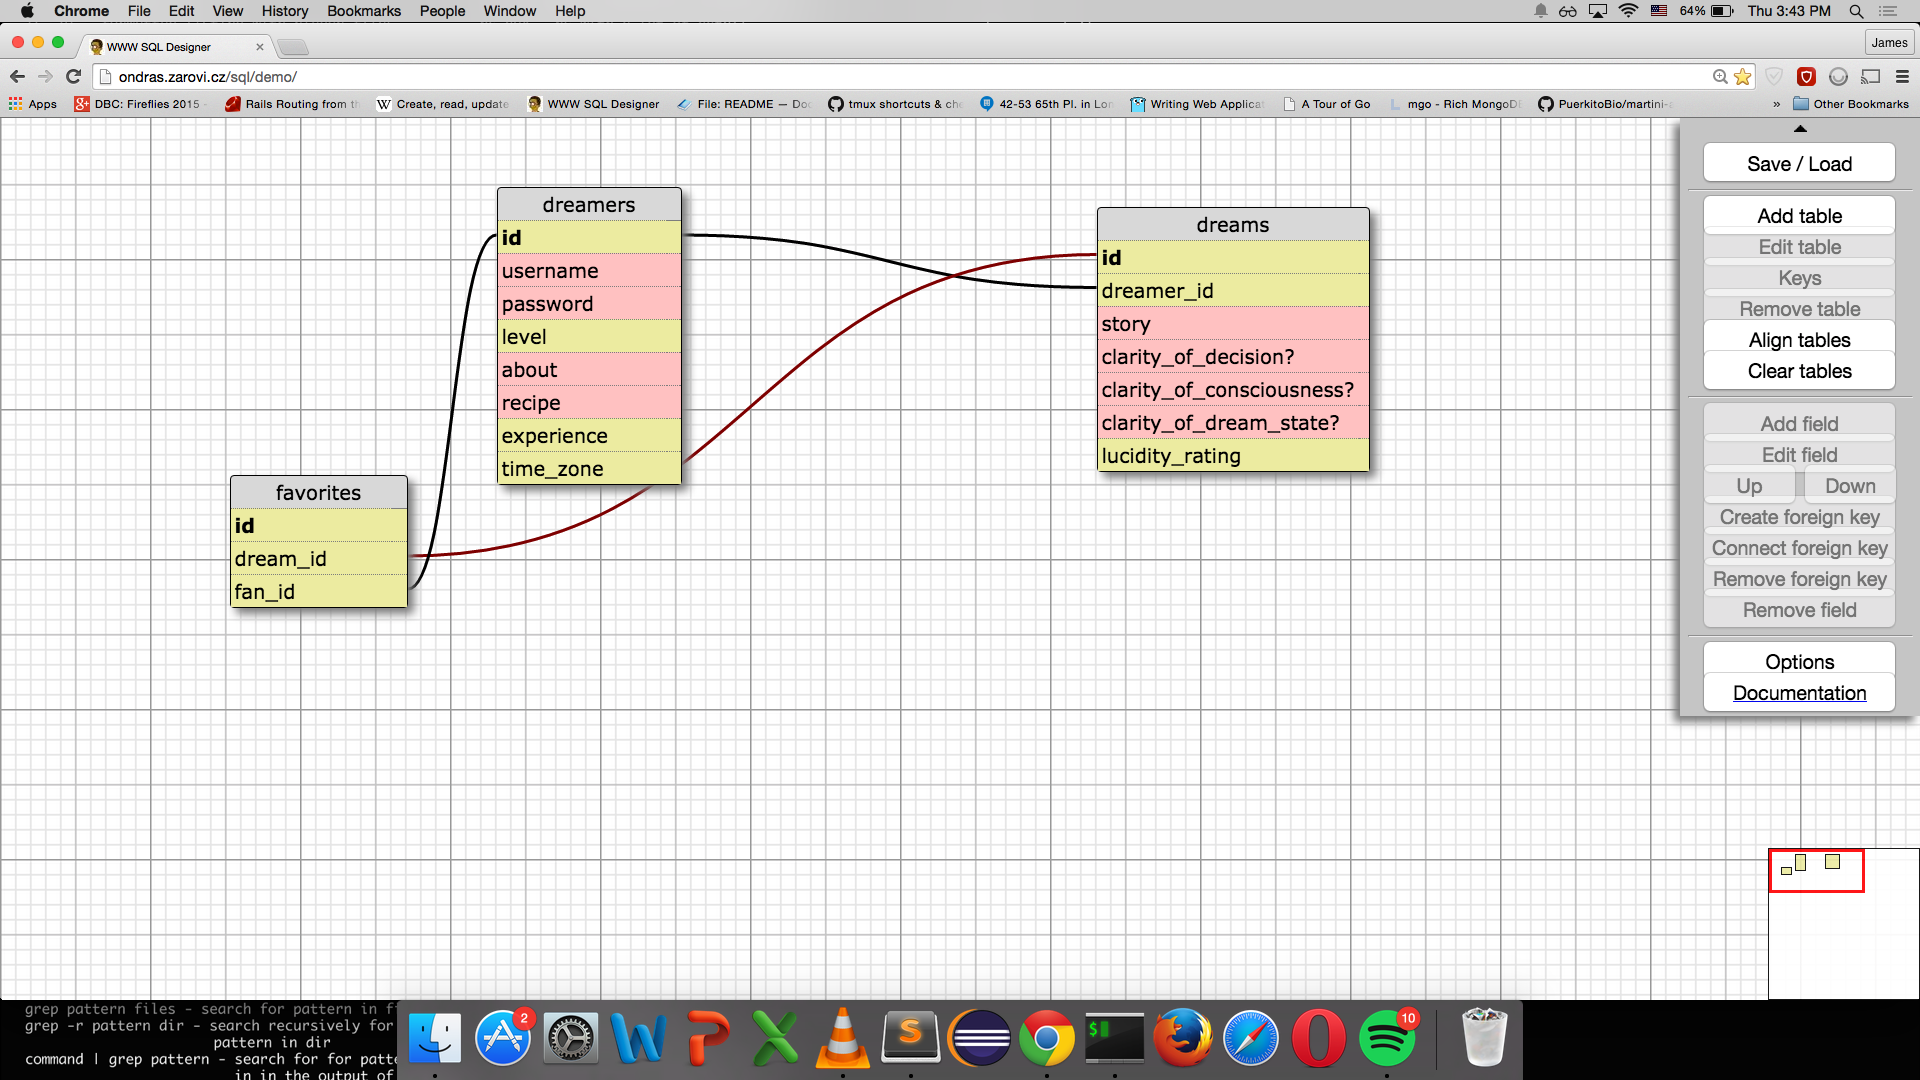 Chrome File Edit View History Bookmarks People Window Help 64% Thu 3:43 PM
WWW SQL Designer James
ondras.zarovi.cz/sql/demo/
Apps DBC: Fireflies 2015 Rails Routing from Create, read, update WWW SQL Designer File: README — tmux shortcuts & 42-53 65th Pl. in Writing Web A Tour of Go mgo - Rich PuerkitoBio/martini- » Other Bookmarks
dreamers
id
username
password
level
about
recipe
experience
time_zone
dreams
id
dreamer_id
story
clarity_of_decision?
clarity_of_consciousness?
clarity_of_dream_state?
lucidity_rating
favorites
id
dream_id
fan_id
Save / Load
Add table
Edit table
Keys
Remove table
Align tables
Clear tables
Add field
Edit field
Up Down
Create foreign key
Connect foreign key
Remove foreign key
Remove field
Options
Documentation
grep pattern files - search for pattern in
grep -r pattern dir - search recursively for
pattern in dir
command | grep pattern - search for for
in in the output of
2
10